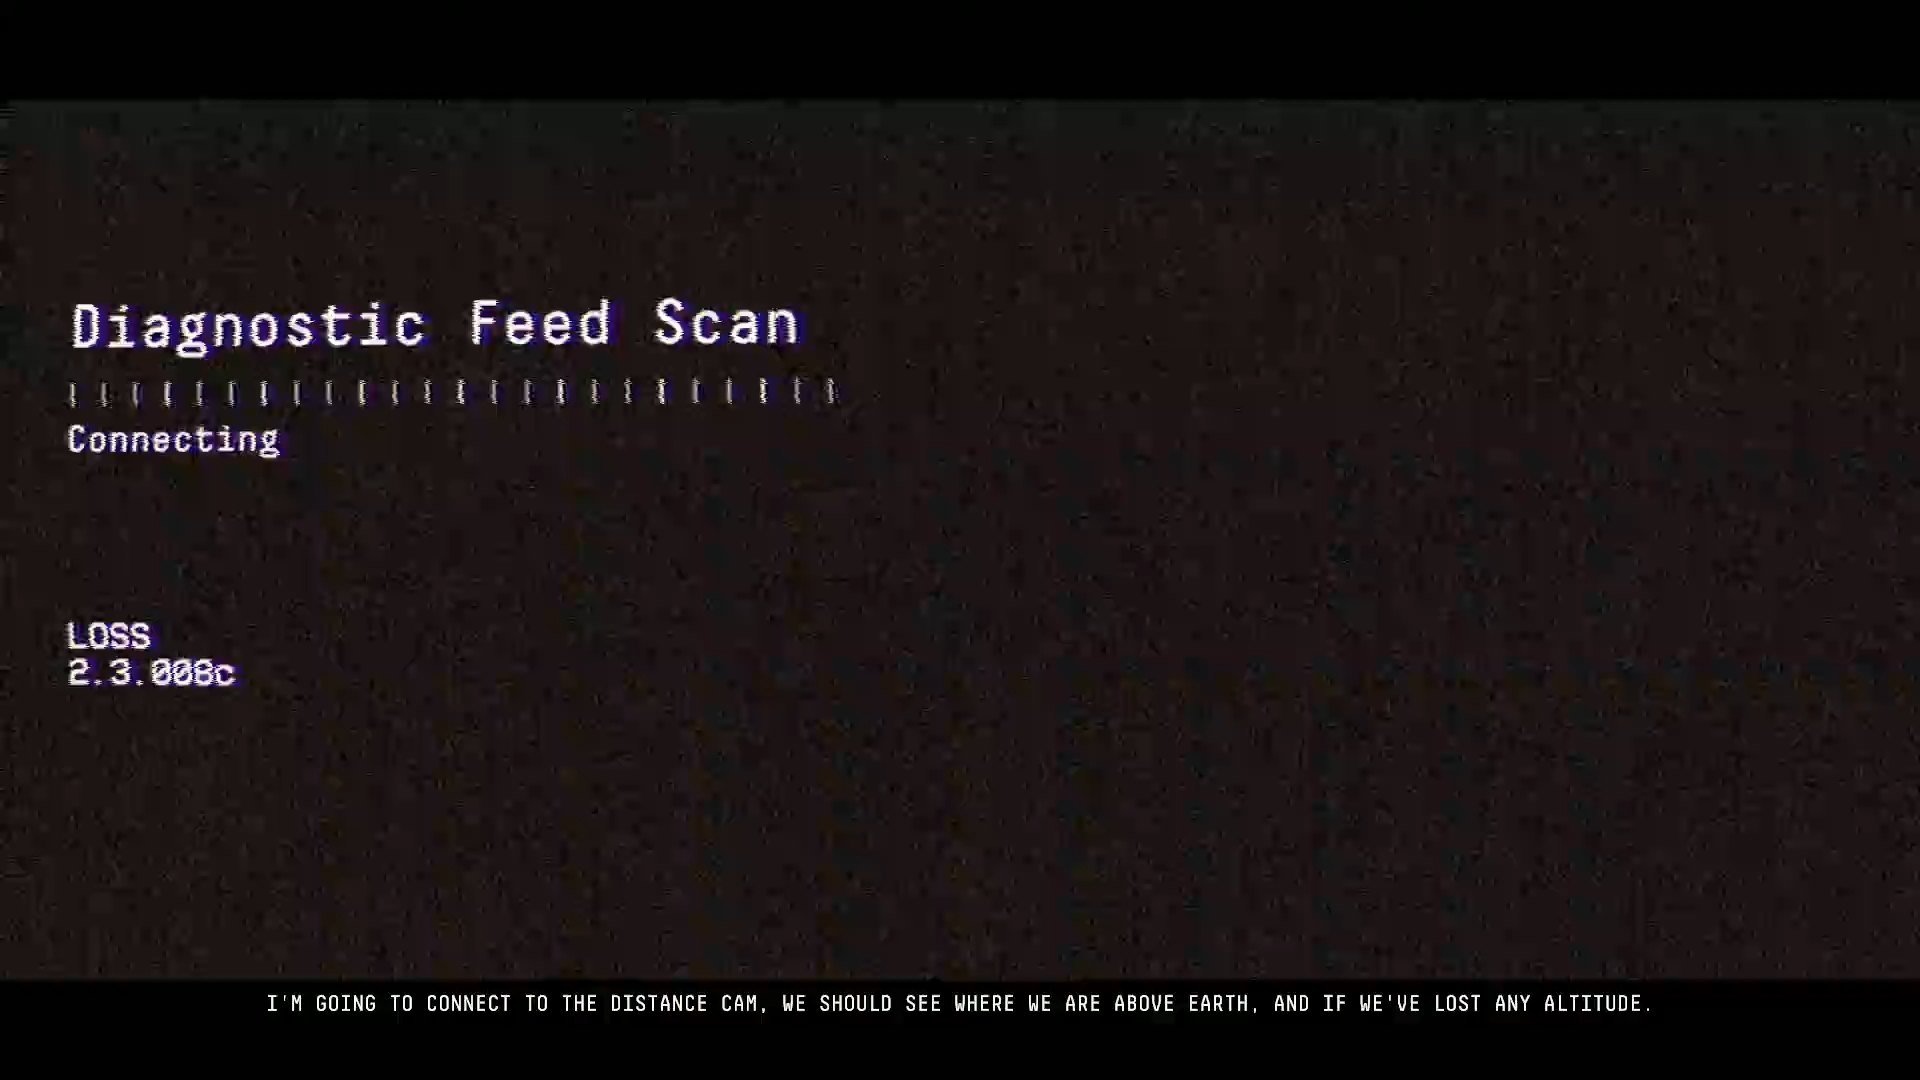 Diagnostic Feed Scan
Connecting
LOSS
2.3.008c
I'M GOING TO CONNECT TO THE DISTANCE CAM, WE SHOULD SEE WHERE WE ARE ABOVE EARTH, AND IF WE'VE LOST ANY ALTITUDE.